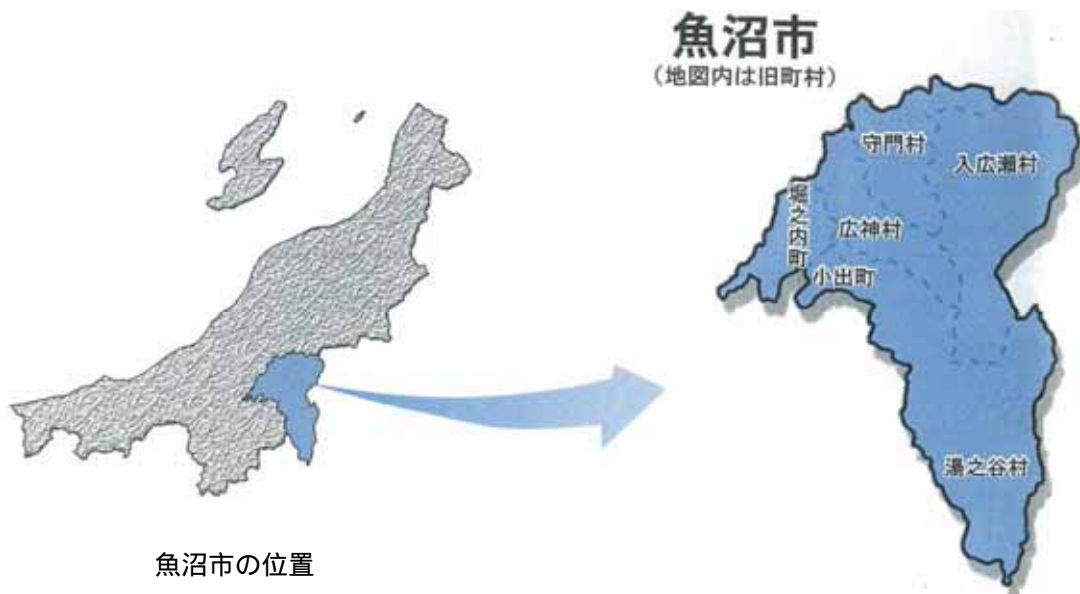 魚沼市
（地図内は旧町村）
守門村
入広瀬村
堀之内町
広神村
小出町
湯之谷村
魚沼市の位置